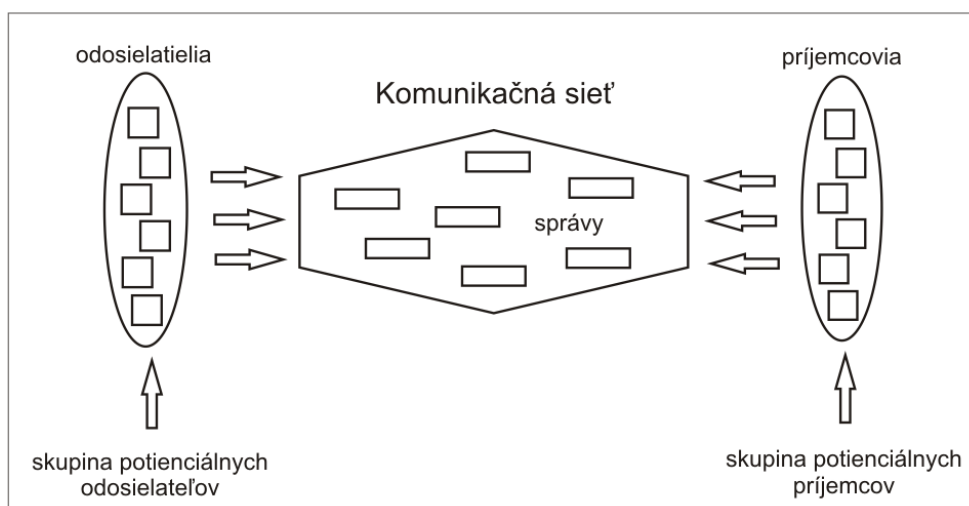 odosielatielia
príjemcovia
Komunikačná sieť
správy
skupina potienciálnych
odosielateľov
skupina potienciálnych
príjemcov